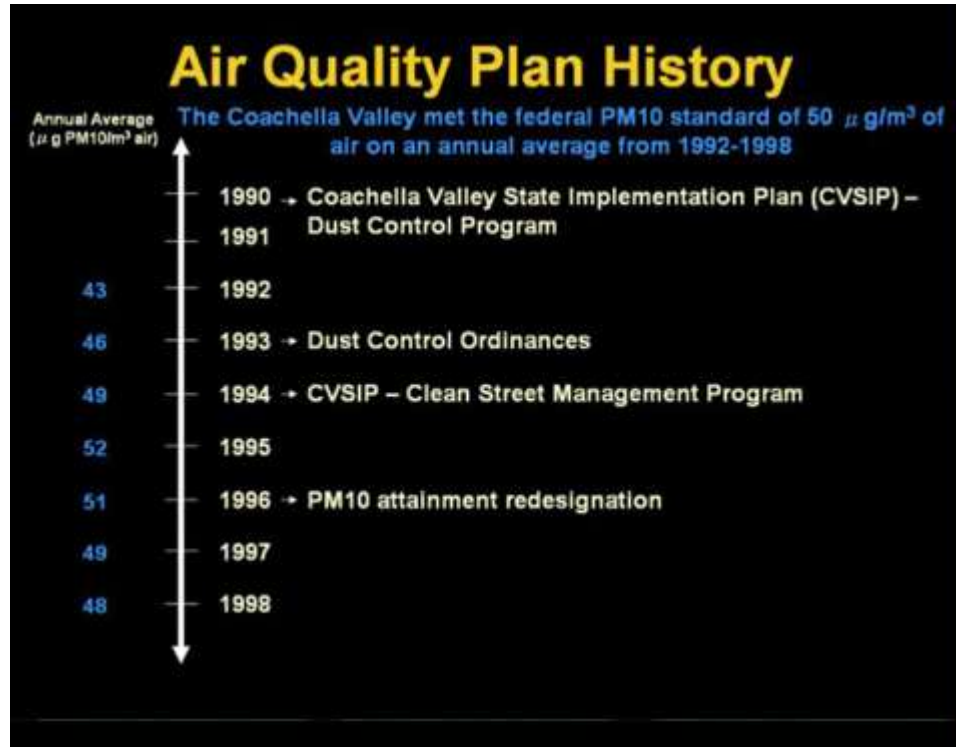 Air Quality Plan History
Annual Average
(μ g PM10/m³ air)
The Coachella Valley met the federal PM10 standard of 50 μ g/m³ of
air on an annual average from 1992-1998
1990 → Coachella Valley State Implementation Plan (CVSIP) –
Dust Control Program
1991
43 1992
46 1993 → Dust Control Ordinances
49 1994 → CVSIP – Clean Street Management Program
52 1995
51 1996 → PM10 attainment redesignation
49 1997
48 1998